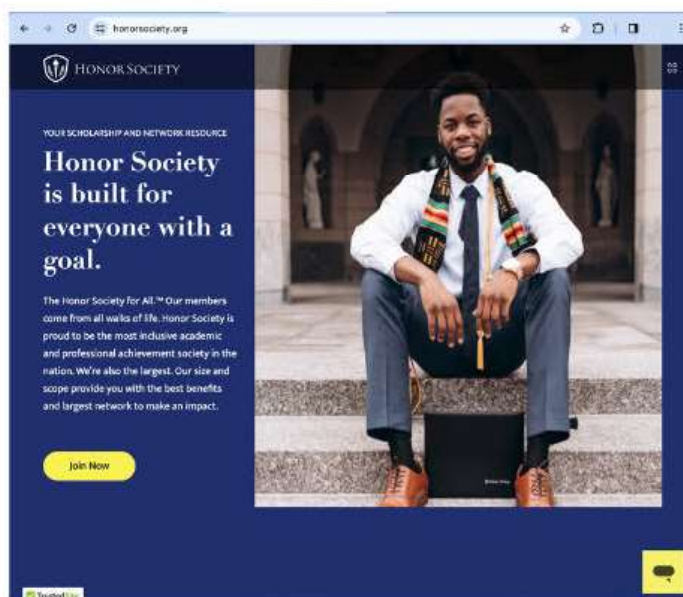 honorsociety.org
HONOR SOCIETY
YOUR SCHOLARSHIP AND NETWORK RESOURCE
Honor Society
is built for
everyone with a
goal.
The Honor Society for All.™ Our members
come from all walks of life. Honor Society is
proud to be the most inclusive academic
and professional achievement society in the
nation. We're also the largest. Our size and
scope provide you with the best benefits
and largest network to make an impact.
Join Now